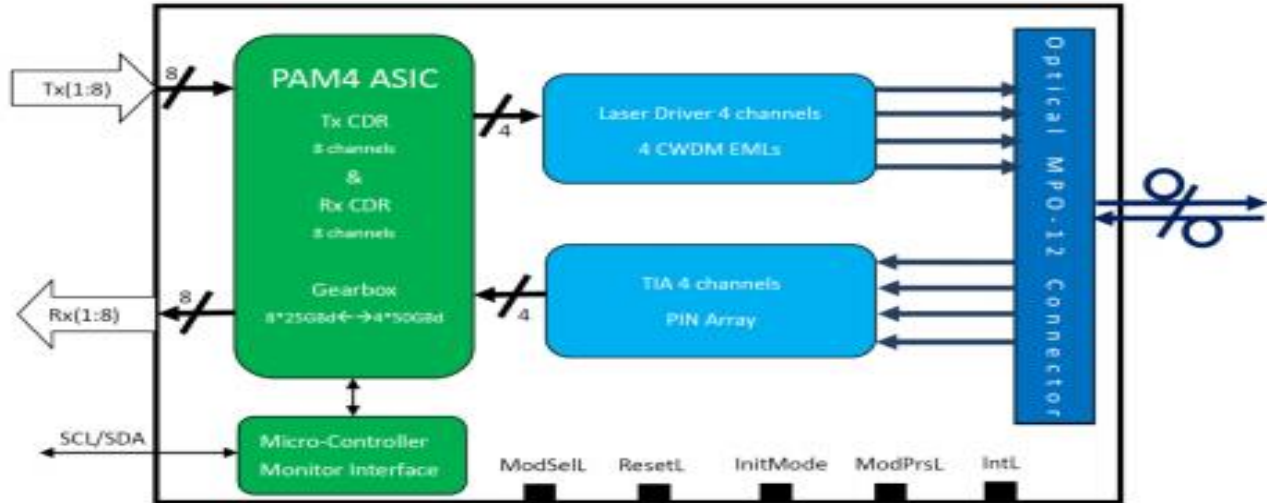 Tx(1:8)
8
PAM4 ASIC
Tx CDR
8 channels
&
Rx CDR
8 channels
Gearbox
8*25GBd← →4*50GBd
4
Laser Driver 4 channels
4 CWDM EMLs
Optical MPO-12 Connector
TIA 4 channels
PIN Array
4
8
Rx(1:8)
SCL/SDA
Micro-Controller
Monitor Interface
ModSelL
ResetL
InitMode
ModPrsL
IntL